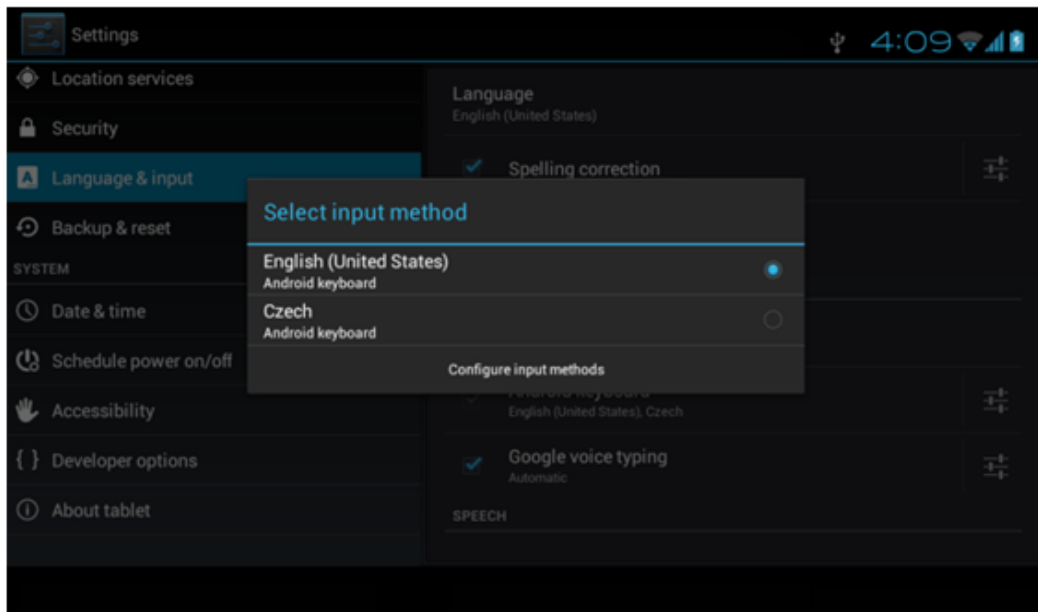 Settings
4:09
Location services
Security
Language & input
Backup & reset
SYSTEM
Date & time
Schedule power on/off
Accessibility
Developer options
About tablet
Language
English (United States)
Spelling correction
Select input method
English (United States)
Android keyboard
Czech
Android keyboard
Configure input methods
Android keyboard
English (United States), Czech
Google voice typing
Automatic
SPEECH